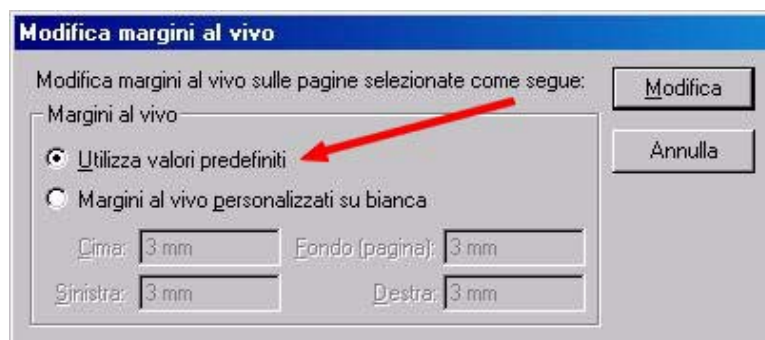 Modifica margini al vivo
Modifica margini al vivo sulle pagine selezionate come segue:
Modifica
Margini al vivo
Annulla
Utilizza valori predefiniti
Margini al vivo personalizzati su bianca
Cima: 3 mm Fondo (pagina): 3 mm
Sinistra: 3 mm Destra: 3 mm